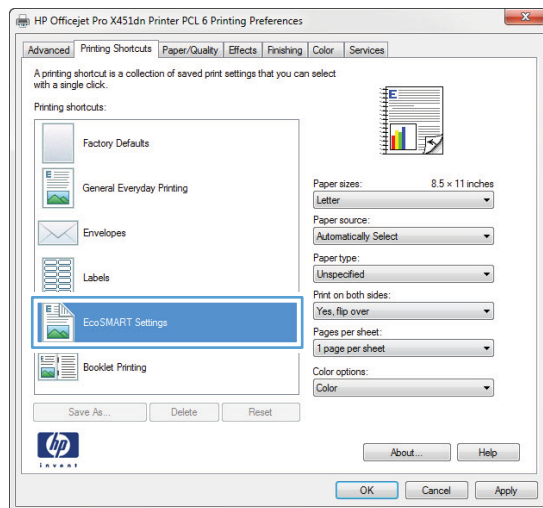 HP Officejet Pro X451dn Printer PCL 6 Printing Preferences
Advanced Printing Shortcuts Paper/Quality Effects Finishing Color Services
A printing shortcut is a collection of saved print settings that you can select
with a single click.
Printing shortcuts:
Factory Defaults
General Everyday Printing
Envelopes
Labels
EcoSMART Settings
Booklet Printing
Save As... Delete Reset
E
Paper sizes: 8.5 × 11 inches
Letter
Paper source:
Automatically Select
Paper type:
Unspecified
Print on both sides:
Yes, flip over
Pages per sheet:
1 page per sheet
Color options:
Color
hp
invent
About... Help
OK Cancel Apply